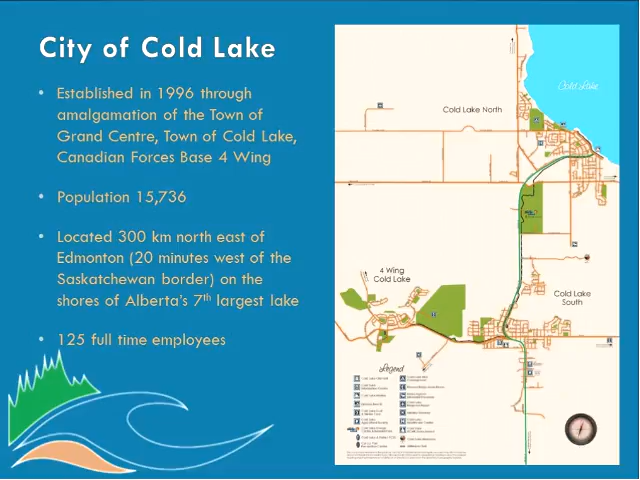 City of Cold Lake
• Established in 1996 through
amalgamation of the Town of
Grand Centre, Town of Cold Lake,
Canadian Forces Base 4 Wing
• Population 15,736
• Located 300 km north east of
Edmonton (20 minutes west of the
Saskatchewan border) on the
shores of Alberta's 7th largest lake
• 125 full time employees
Cold Lake
Cold Lake North
4 Wing
Cold Lake
Cold Lake
South
Legend